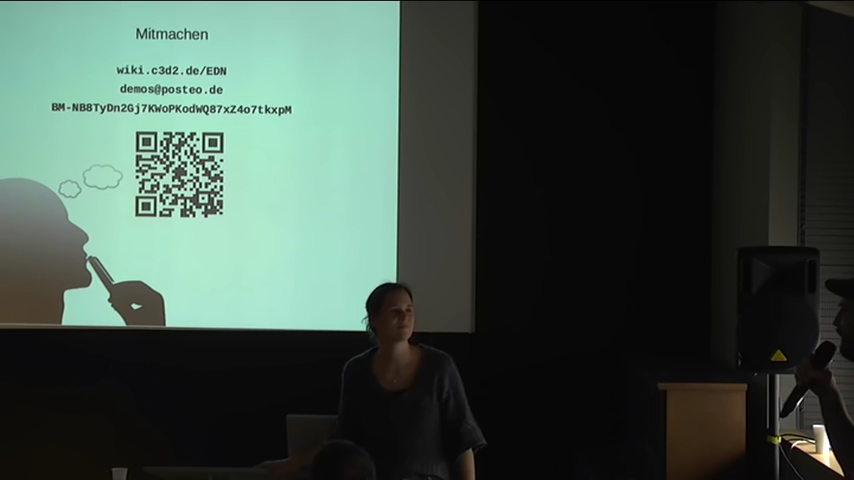 Mitmachen
wiki.c3d2.de/EDN
demos@posteo.de
BM-NB8TyDn2Gj7KWoPKodWQ87xZ4o7tkxpM